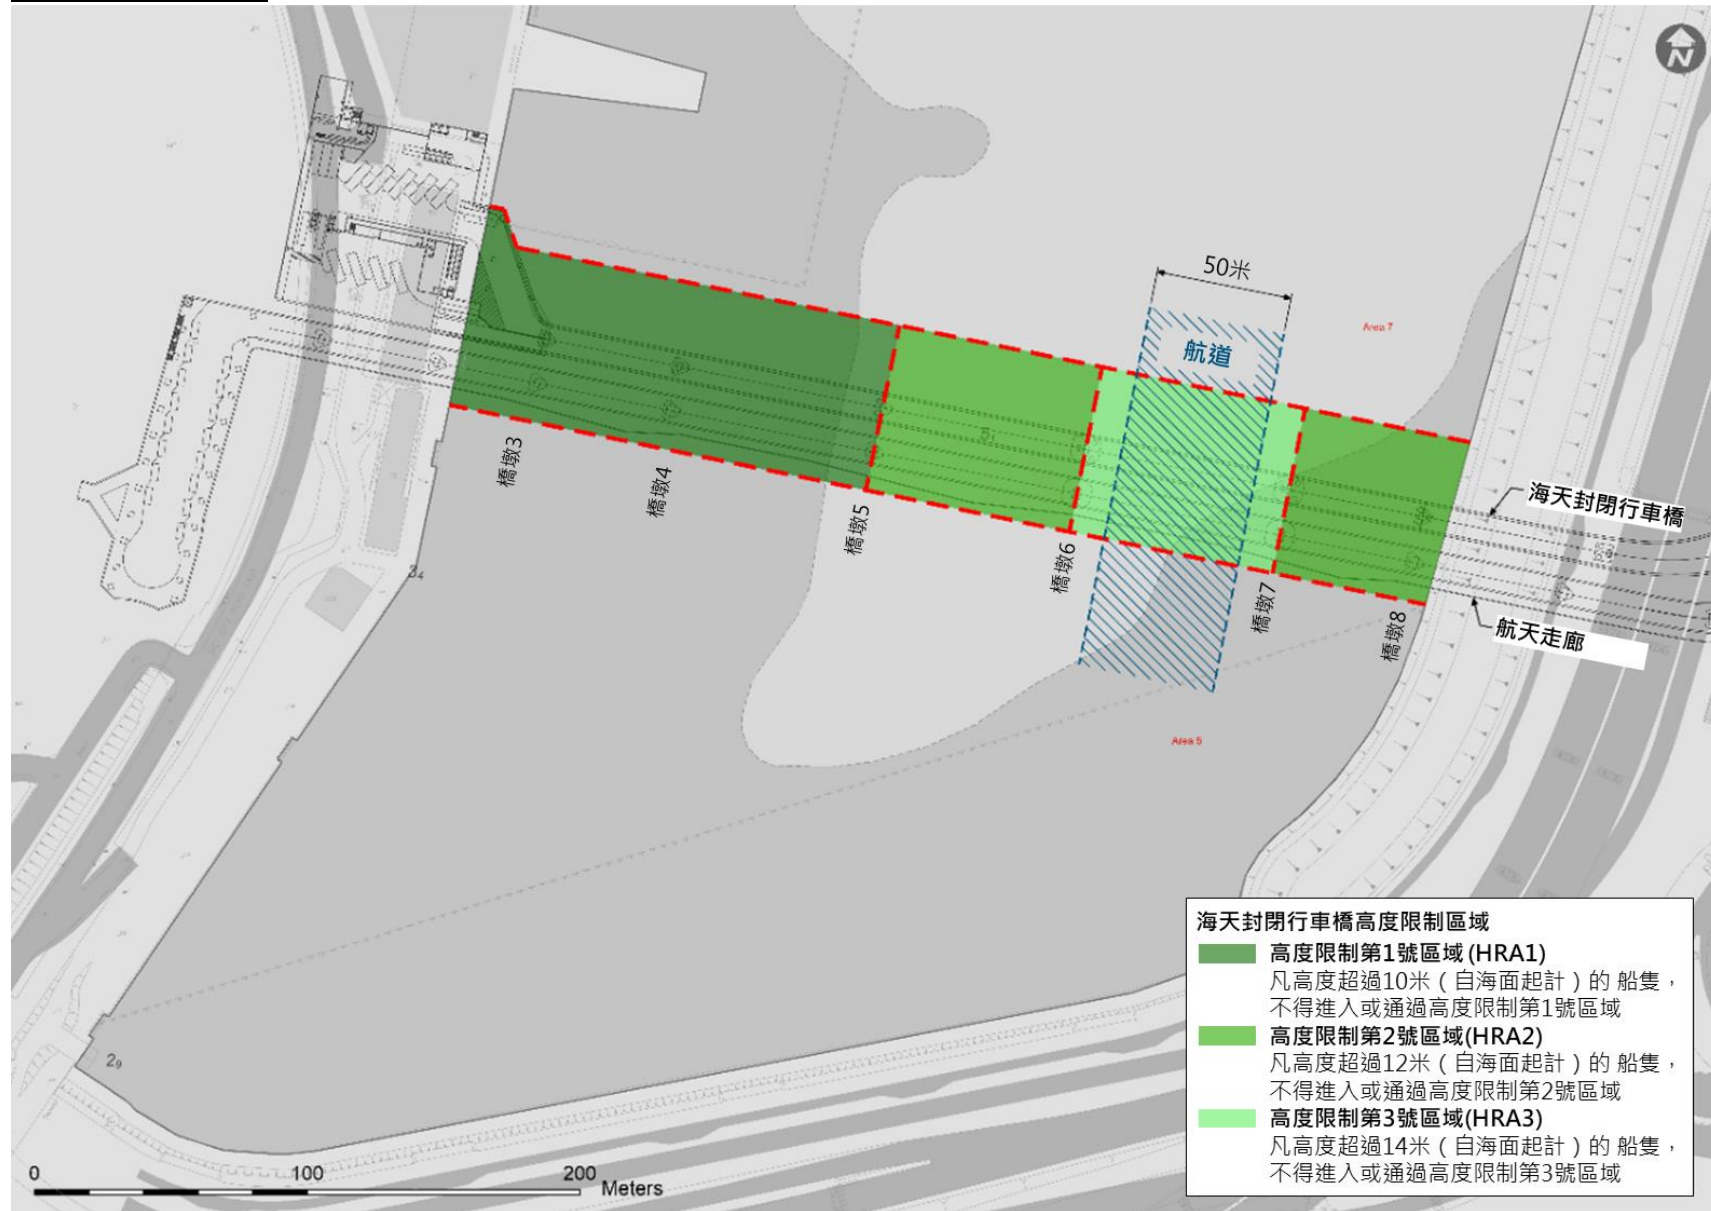 N
50米
航道
Area 7
橋墩3
橋墩4
橋墩5
橋墩6
橋墩7
橋墩8
海天封閉行車橋
航天走廊
34
Area 5
29
海天封閉行車橋高度限制區域
高度限制第1號區域 (HRA1)
凡高度超過10米（自海面起計）的 船隻，
不得進入或通過高度限制第1號區域
高度限制第2號區域(HRA2)
凡高度超過12米（自海面起計）的 船隻，
不得進入或通過高度限制第2號區域
高度限制第3號區域(HRA3)
凡高度超過14米（自海面起計）的 船隻，
不得進入或通過高度限制第3號區域
0 100 200 Meters